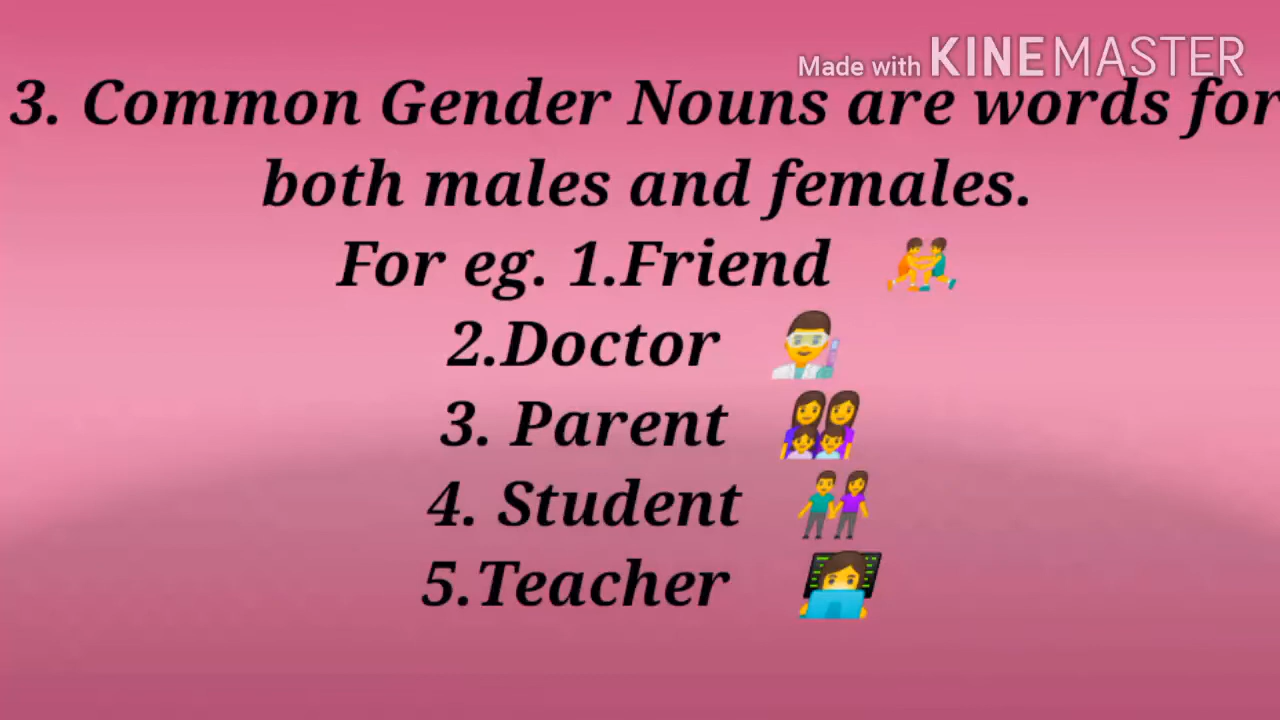 Made with KINEMASTER
3. Common Gender Nouns are words for
both males and females.
For eg. 1.Friend
2.Doctor
3. Parent
4. Student
5.Teacher